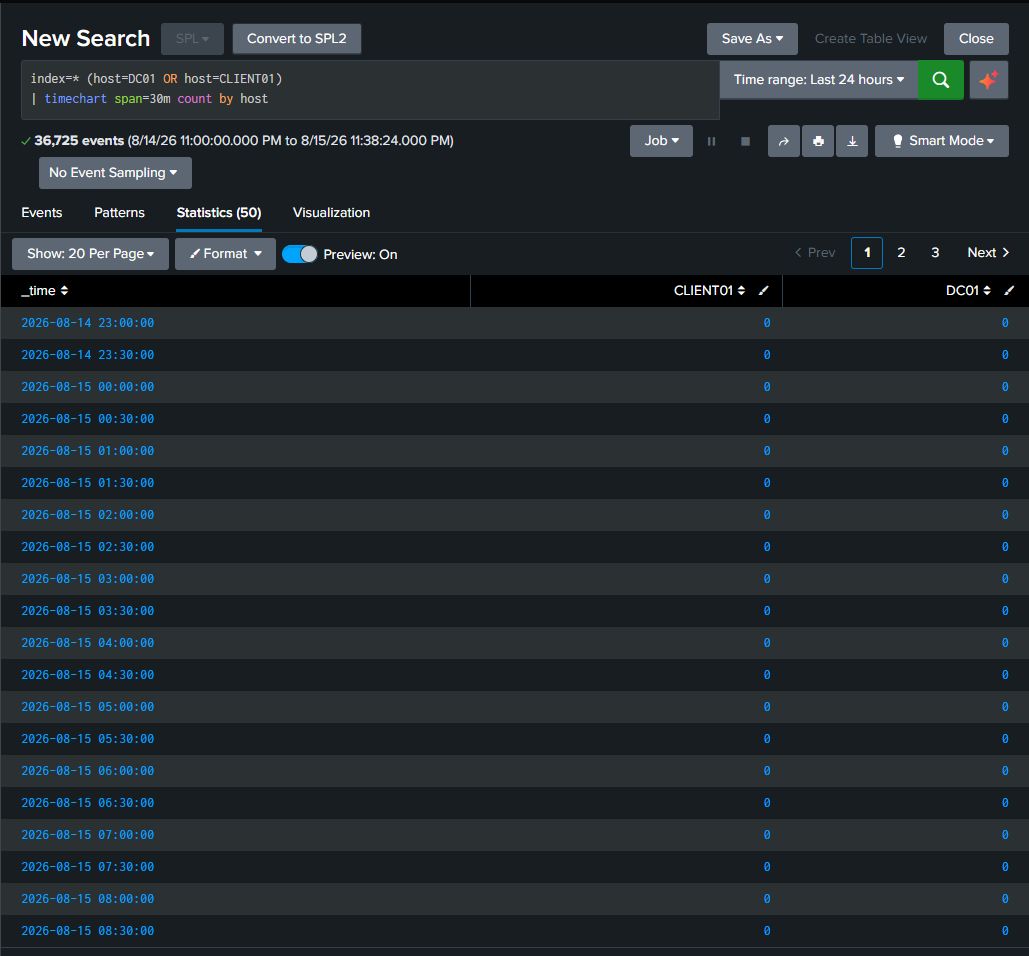 New Search SPL Convert to SPL2 Save As Create Table View Close
index=* (host=DC01 OR host=CLIENT01)
| timechart span=30m count by host
Time range: Last 24 hours
36,725 events (8/14/26 11:00:00.000 PM to 8/15/26 11:38:24.000 PM) Job Smart Mode
No Event Sampling
Events Patterns Statistics (50) Visualization
Show: 20 Per Page Format Preview: On < Prev 1 2 3 Next >
_time CLIENT01 DC01
2026-08-14 23:00:00 0 0
2026-08-14 23:30:00 0 0
2026-08-15 00:00:00 0 0
2026-08-15 00:30:00 0 0
2026-08-15 01:00:00 0 0
2026-08-15 01:30:00 0 0
2026-08-15 02:00:00 0 0
2026-08-15 02:30:00 0 0
2026-08-15 03:00:00 0 0
2026-08-15 03:30:00 0 0
2026-08-15 04:00:00 0 0
2026-08-15 04:30:00 0 0
2026-08-15 05:00:00 0 0
2026-08-15 05:30:00 0 0
2026-08-15 06:00:00 0 0
2026-08-15 06:30:00 0 0
2026-08-15 07:00:00 0 0
2026-08-15 07:30:00 0 0
2026-08-15 08:00:00 0 0
2026-08-15 08:30:00 0 0